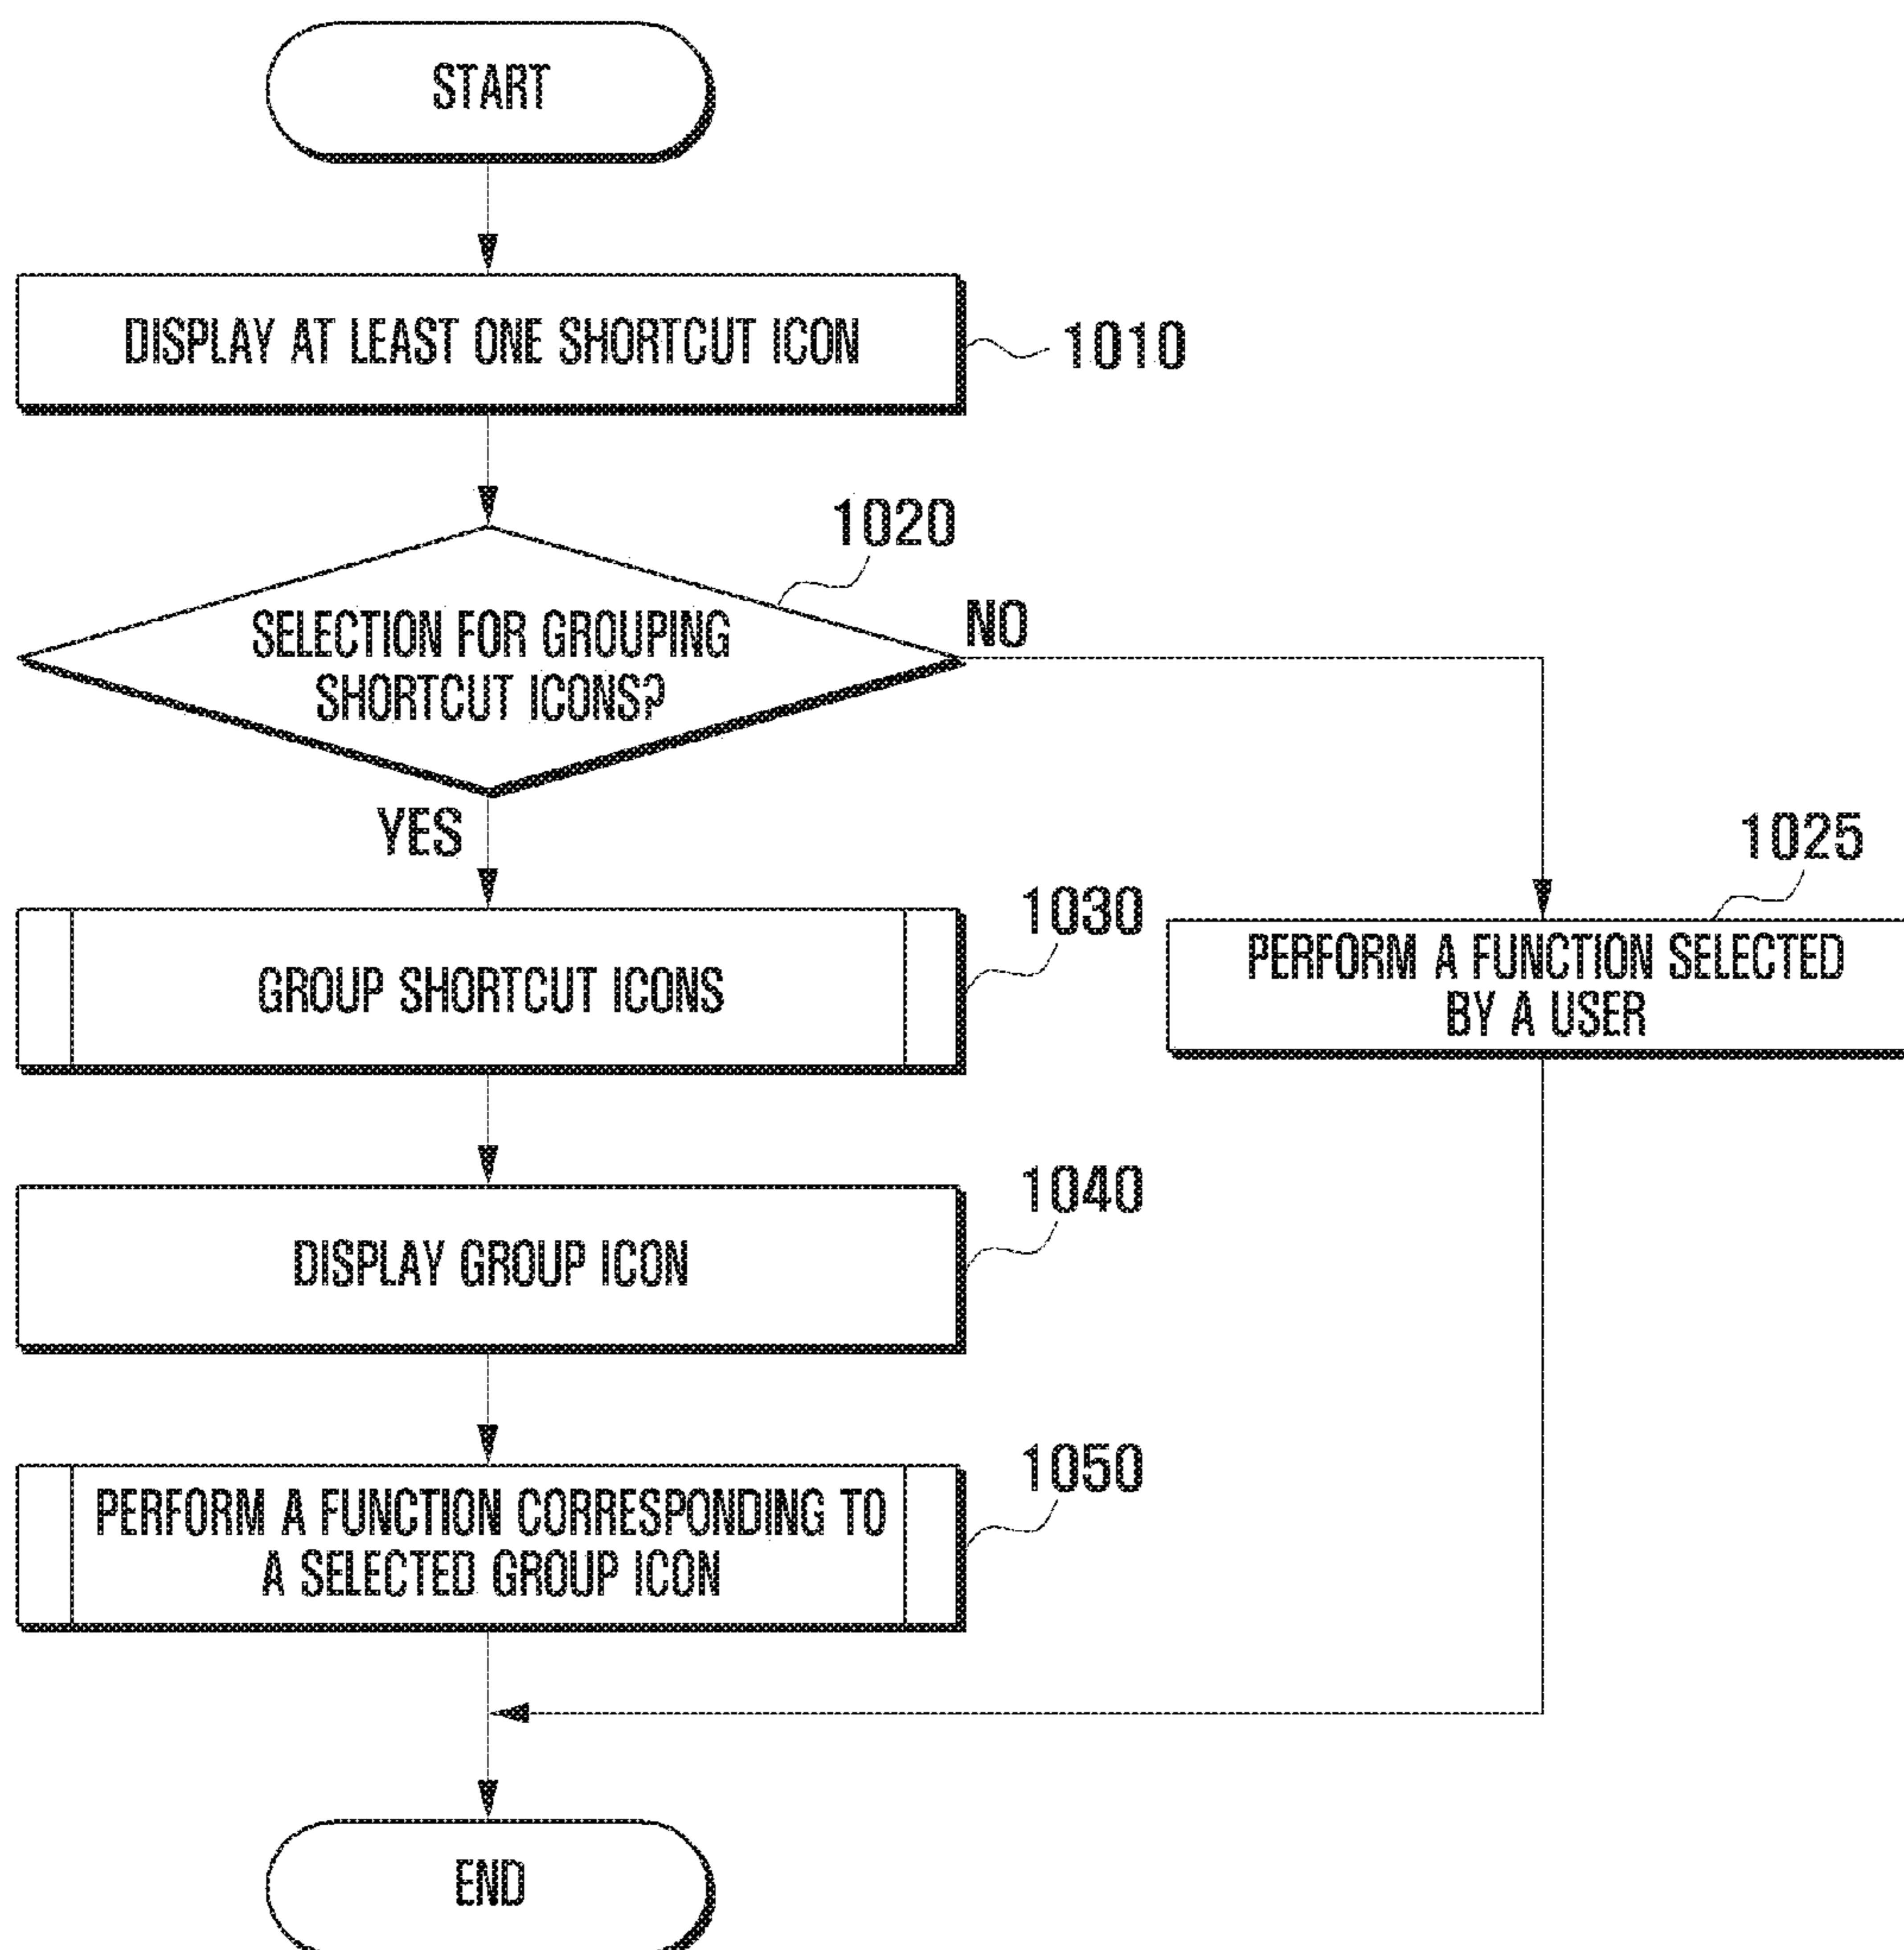 START
DISPLAY AT LEAST ONE SHORTCUT ICON
1010
1020
SELECTION FOR GROUPING
SHORTCUT ICONS?
NO
YES
1025
PERFORM A FUNCTION SELECTED
BY A USER
1030
GROUP SHORTCUT ICONS
1040
DISPLAY GROUP ICON
1050
PERFORM A FUNCTION CORRESPONDING TO
A SELECTED GROUP ICON
END